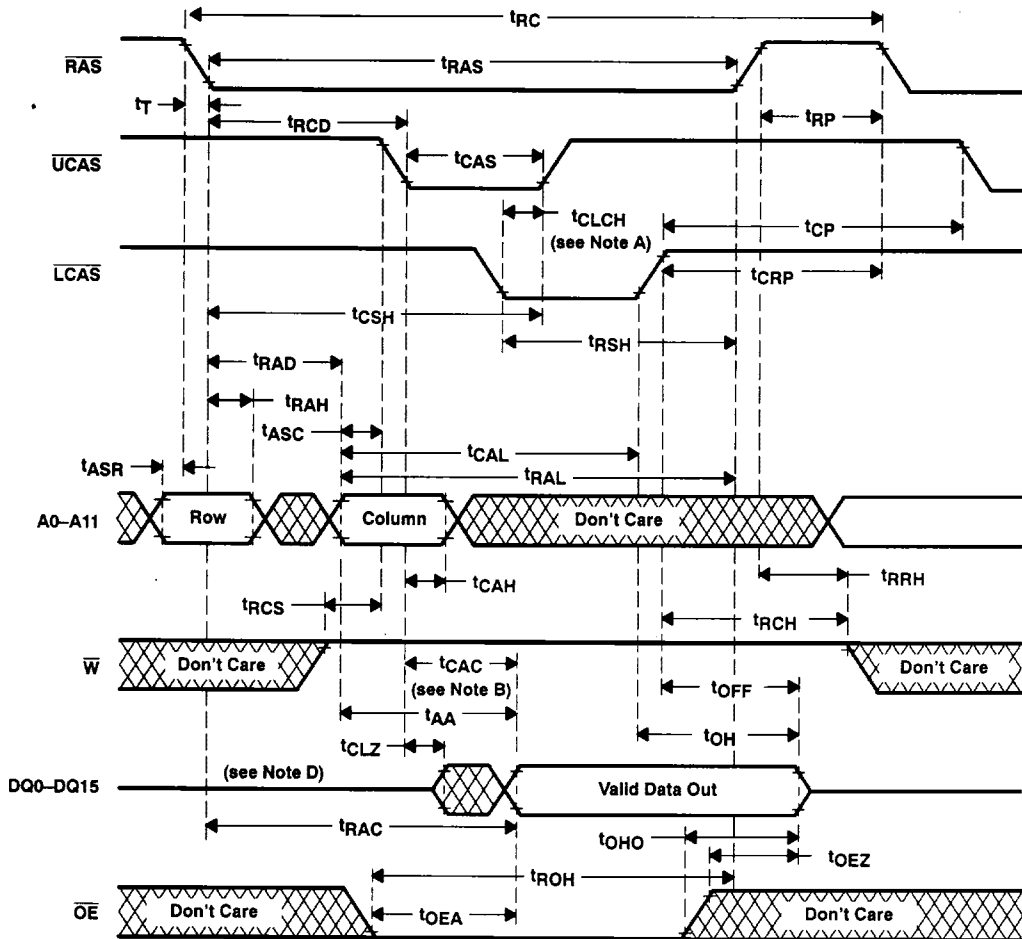 tRC
RAS
tRAS
tT
tRCD
tRP
UCAS
tCAS
tCLCH
(see Note A)
tCP
LCAS
tCRP
tCSH
tRSH
tRAD
tRAH
tASC
tCAL
tASR
tRAL
A0–A11
Row
Column
Don't Care
tCAH
tRRH
tRCS
tRCH
W
Don't Care
tCAC
(see Note B)
tOFF
Don't Care
tAA
tOH
tCLZ
DQ0–DQ15
(see Note D)
Valid Data Out
tRAC
tOHO
tOEZ
tROH
OE
Don't Care
tOEA
Don't Care